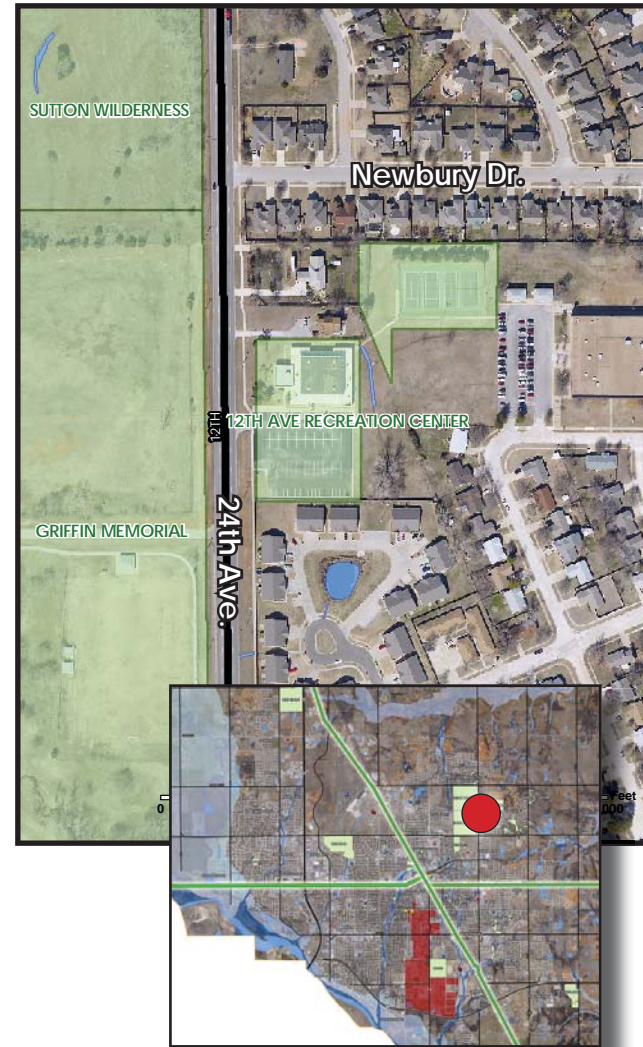 SUTTON WILDERNESS
Newbury Dr.
12TH
12TH AVE RECREATION CENTER
24th Ave.
GRIFFIN MEMORIAL
0
Feet
000